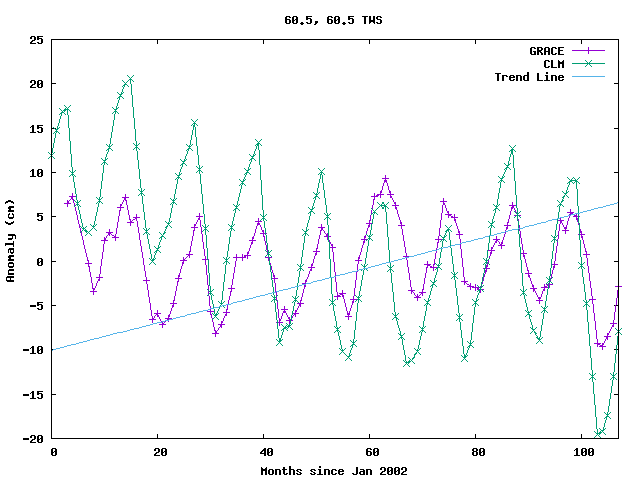 60.5, 60.5 TWS
GRACE
CLM
Trend Line
25
20
15
10
5
0
-5
-10
-15
-20
Anomaly (cm)
0 20 40 60 80 100
Months since Jan 2002